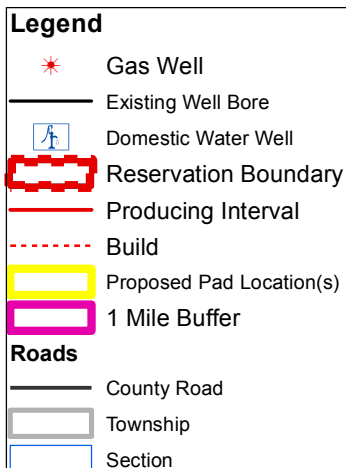 Legend
Gas Well
Existing Well Bore
Domestic Water Well
Reservation Boundary
Producing Interval
Build
Proposed Pad Location(s)
1 Mile Buffer
Roads
County Road
Township
Section